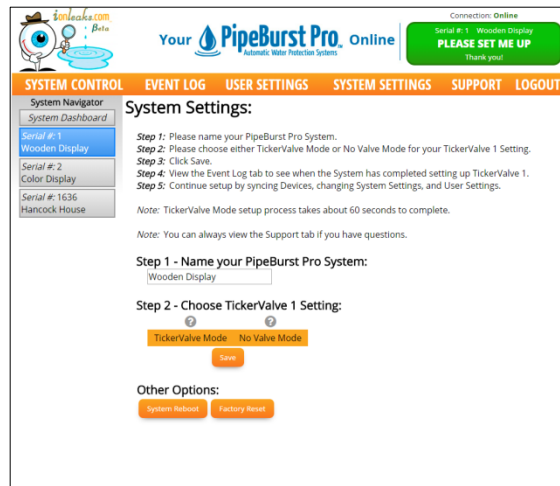 ionleaks.com
Beta
Your PipeBurst Pro Online
Automatic Water Protection Systems
Connection: Online
Serial #: 1 Wooden Display
PLEASE SET ME UP
Thank you!
SYSTEM CONTROL EVENT LOG USER SETTINGS SYSTEM SETTINGS SUPPORT LOGOUT
System Navigator
System Dashboard
Serial #: 1
Wooden Display
Serial #: 2
Color Display
Serial #: 1636
Hancock House
System Settings:
Step 1: Please name your PipeBurst Pro System.
Step 2: Please choose either TickerValve Mode or No Valve Mode for your TickerValve 1 Setting.
Step 3: Click Save.
Step 4: View the Event Log tab to see when the System has completed setting up TickerValve 1.
Step 5: Continue setup by syncing Devices, changing System Settings, and User Settings.
Note: TickerValve Mode setup process takes about 60 seconds to complete.
Note: You can always view the Support tab if you have questions.
Step 1 - Name your PipeBurst Pro System:
Wooden Display
Step 2 - Choose TickerValve 1 Setting:
? ?
TickerValve Mode No Valve Mode
Save
Other Options:
System Reboot Factory Reset